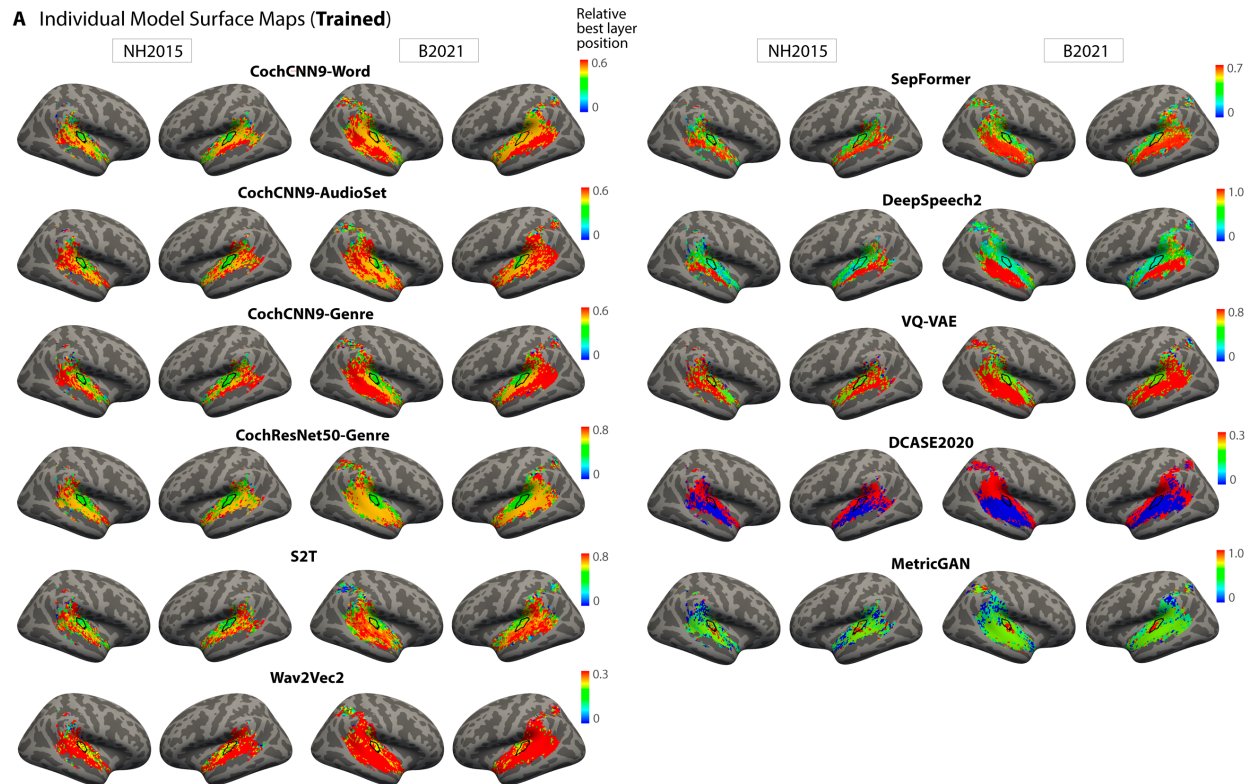 A Individual Model Surface Maps (Trained)
Relative
best layer
position
NH2015
B2021
CochCNN9-Word
0.6
0
CochCNN9-AudioSet
0.6
0
CochCNN9-Genre
0.6
0
CochResNet50-Genre
0.8
0
S2T
0.8
0
Wav2Vec2
0.3
0
NH2015
B2021
SepFormer
0.7
0
DeepSpeech2
1.0
0
VQ-VAE
0.8
0
DCASE2020
0.3
0
MetricGAN
1.0
0